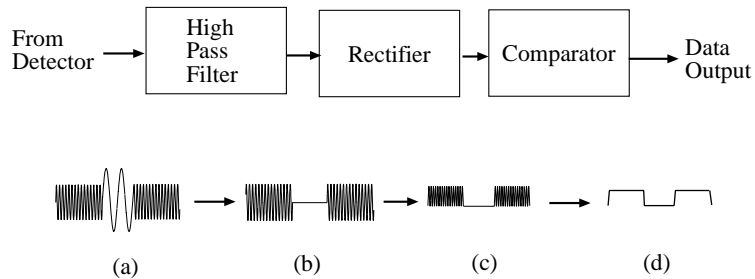 From
Detector
High
Pass
Filter
Rectifier
Comparator
Data
Output
(a)
(b)
(c)
(d)